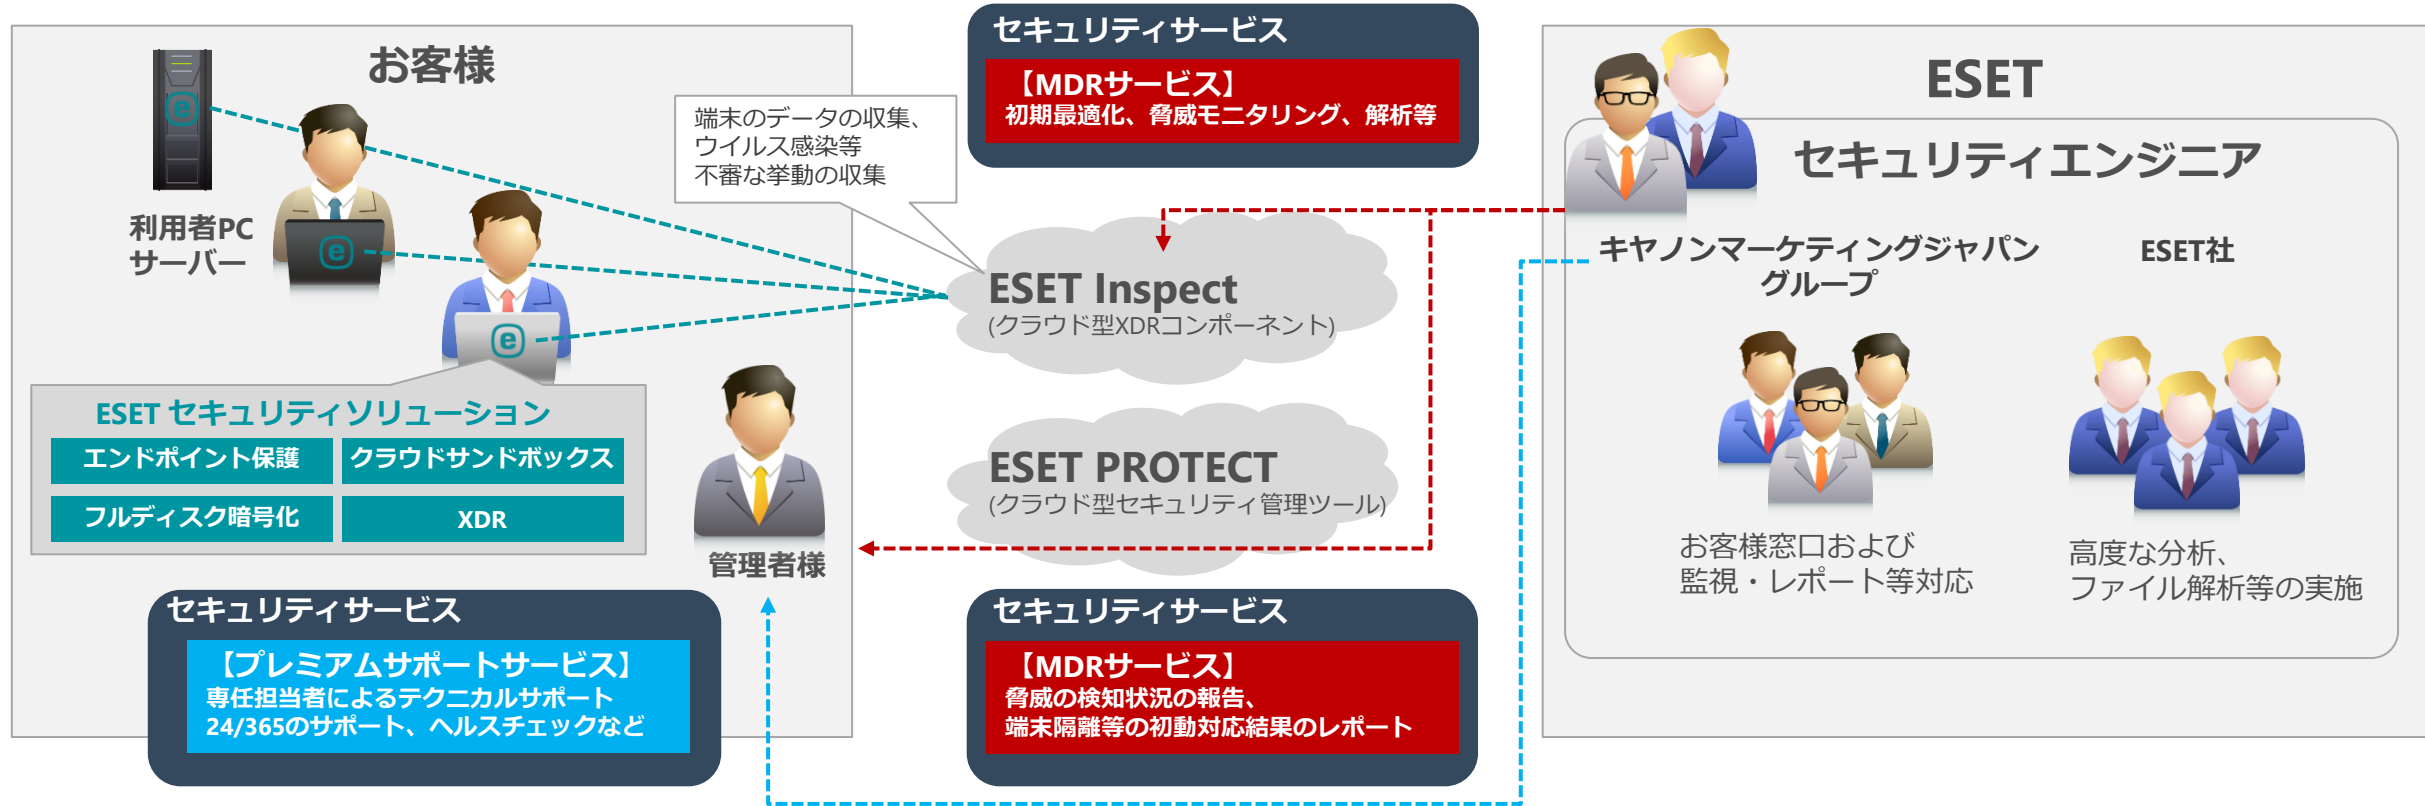 お客様
利用者PC
サーバー
e
e
e
端末のデータの収集、
ウイルス感染等
不審な挙動の収集
ESET セキュリティソリューション
エンドポイント保護
クラウドサンドボックス
フルディスク暗号化
XDR
管理者様
セキュリティサービス
【プレミアムサポートサービス】
専任担当者によるテクニカルサポート
24/365のサポート、ヘルスチェックなど
セキュリティサービス
【MDRサービス】
初期最適化、脅威モニタリング、解析等
ESET Inspect
(クラウド型XDRコンポーネント)
ESET PROTECT
(クラウド型セキュリティ管理ツール)
セキュリティサービス
【MDRサービス】
脅威の検知状況の報告、
端末隔離等の初動対応結果のレポート
ESET
セキュリティエンジニア
キヤノンマーケティングジャパン
グループ
お客様窓口および
監視・レポート等対応
ESET社
高度な分析、
ファイル解析等の実施